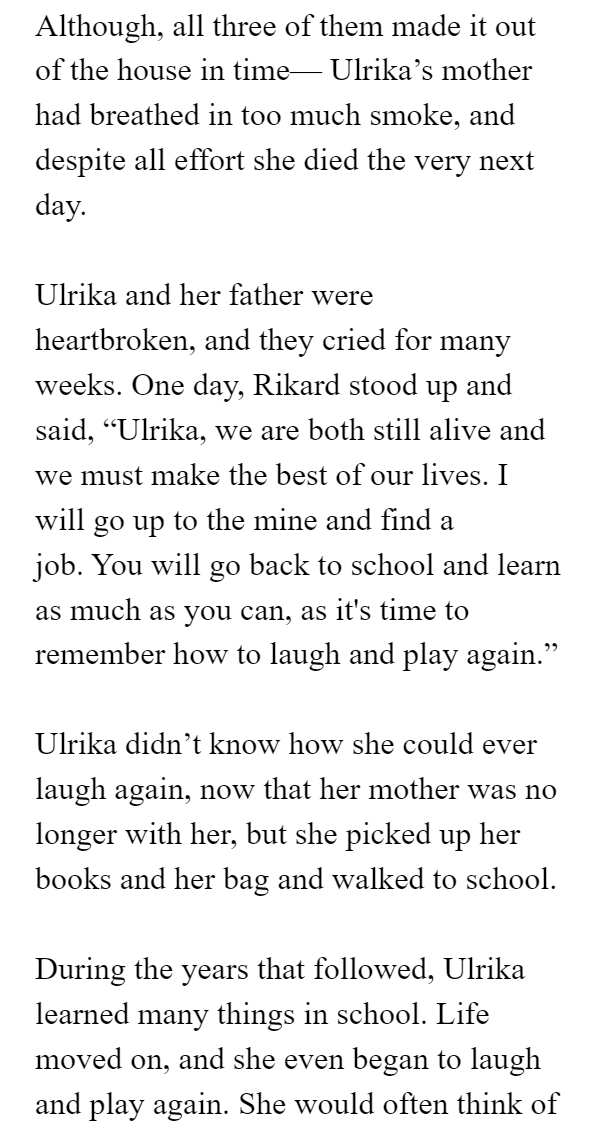 Although, all three of them made it out
of the house in time— Ulrika’s mother
had breathed in too much smoke, and
despite all effort she died the very next
day.
Ulrika and her father were
heartbroken, and they cried for many
weeks. One day, Rikard stood up and
said, “Ulrika, we are both still alive and
we must make the best of our lives. I
will go up to the mine and find a
job. You will go back to school and learn
as much as you can, as it's time to
remember how to laugh and play again.”
Ulrika didn’t know how she could ever
laugh again, now that her mother was no
longer with her, but she picked up her
books and her bag and walked to school.
During the years that followed, Ulrika
learned many things in school. Life
moved on, and she even began to laugh
and play again. She would often think of